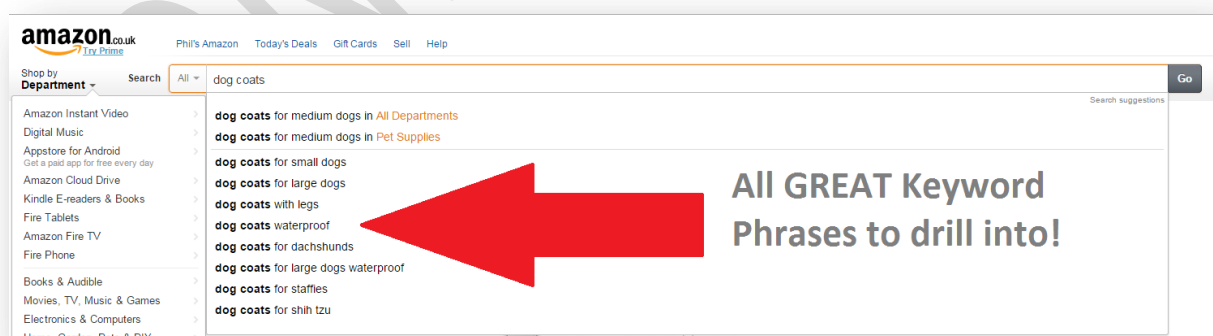 amazon.co.uk
Try Prime
Phil's Amazon Today's Deals Gift Cards Sell Help
Shop by
Department
Search All dog coats Go
Search suggestions
dog coats for medium dogs in All Departments
dog coats for medium dogs in Pet Supplies
dog coats for small dogs
dog coats for large dogs
dog coats with legs
dog coats waterproof
dog coats for dachshunds
dog coats for large dogs waterproof
dog coats for staffies
dog coats for shih tzu
Amazon Instant Video
Digital Music
Appstore for Android
Get a paid app for free every day
Amazon Cloud Drive
Kindle E-readers & Books
Fire Tablets
Amazon Fire TV
Fire Phone
Books & Audible
Movies, TV, Music & Games
Electronics & Computers
All GREAT Keyword
Phrases to drill into!